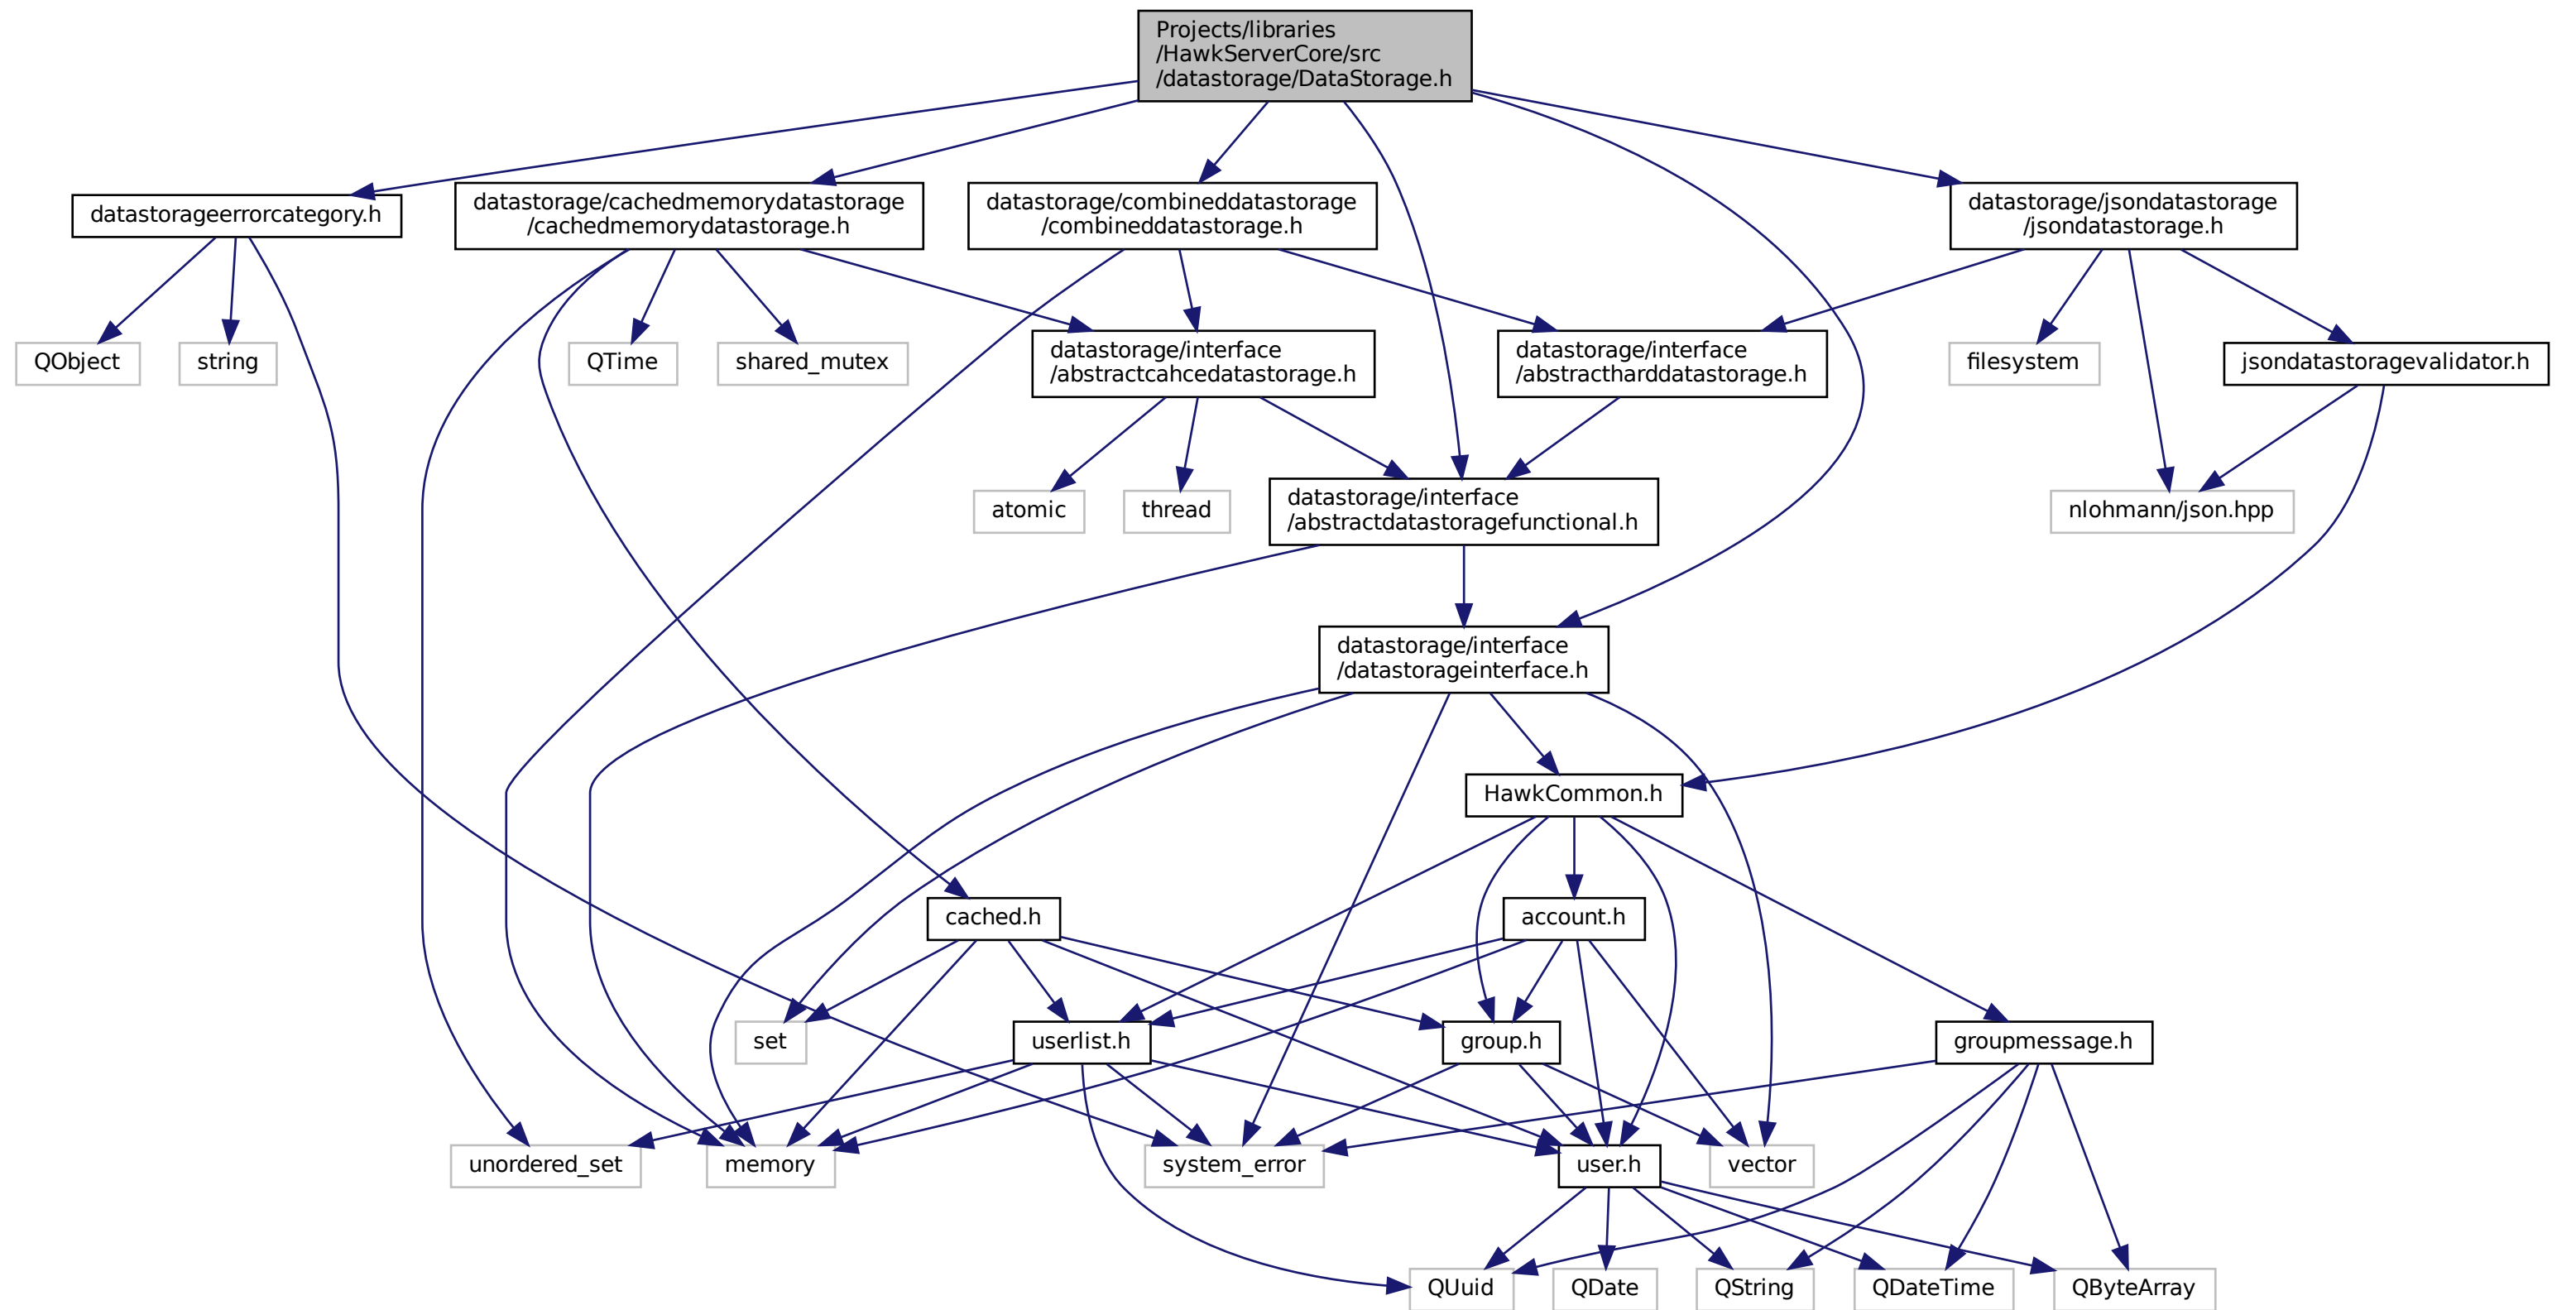 Projects/libraries
/HawkServerCore/src
/datastorage/DataStorage.h
datastorageerrorcategory.h
datastorage/cachedmemorydatastorage
/cachedmemorydatastorage.h
datastorage/combineddatastorage
/combineddatastorage.h
datastorage/jsondatastorage
/jsondatastorage.h
QObject
string
QTime
shared_mutex
datastorage/interface
/abstractcahcedatastorage.h
datastorage/interface
/abstractharddatastorage.h
filesystem
jsondatastoragevalidator.h
atomic
thread
datastorage/interface
/abstractdatastoragefunctional.h
nlohmann/json.hpp
datastorage/interface
/datastorageinterface.h
HawkCommon.h
cached.h
account.h
set
userlist.h
group.h
groupmessage.h
unordered_set
memory
system_error
user.h
vector
QUuid
QDate
QString
QDateTime
QByteArray